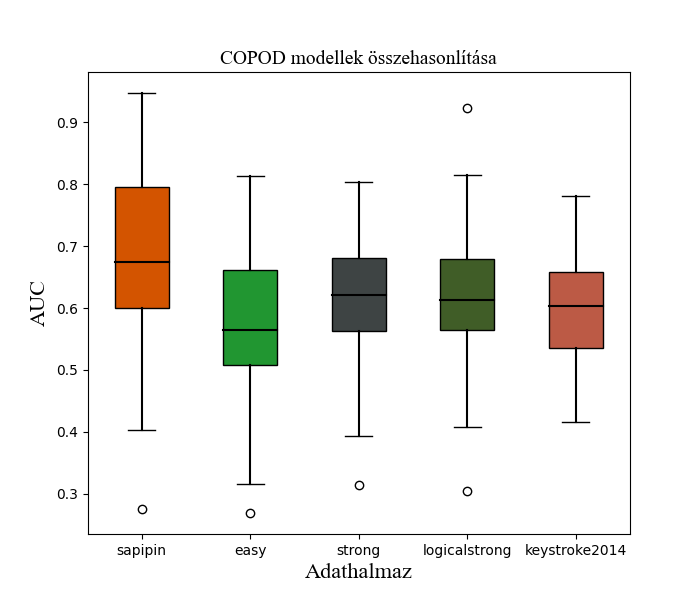 COPOD modellek összehasonlítása
AUC
0.9
0.8
0.7
0.6
0.5
0.4
0.3
sapipin easy strong logicalstrong keystroke2014
Adathalmaz